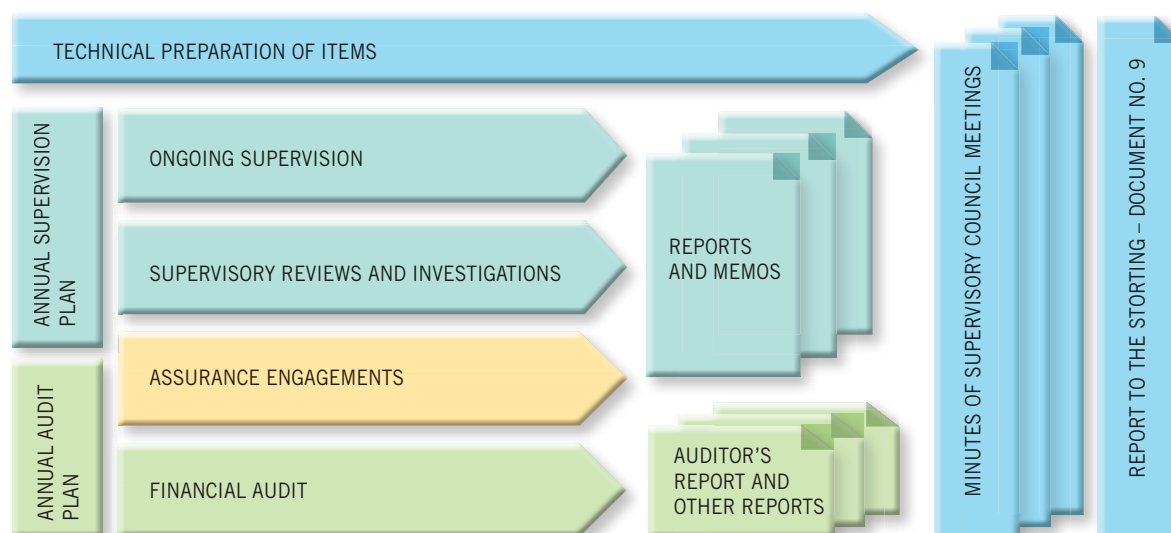 TECHNICAL PREPARATION OF ITEMS
ANNUAL SUPERVISION
PLAN
ONGOING SUPERVISION
SUPERVISORY REVIEWS AND INVESTIGATIONS
REPORTS
AND MEMOS
ANNUAL AUDIT
PLAN
ASSURANCE ENGAGEMENTS
FINANCIAL AUDIT
AUDITOR'S
REPORT AND
OTHER REPORTS
MINUTES OF SUPERVISORY COUNCIL MEETINGS
REPORT TO THE STORTING – DOCUMENT NO. 9